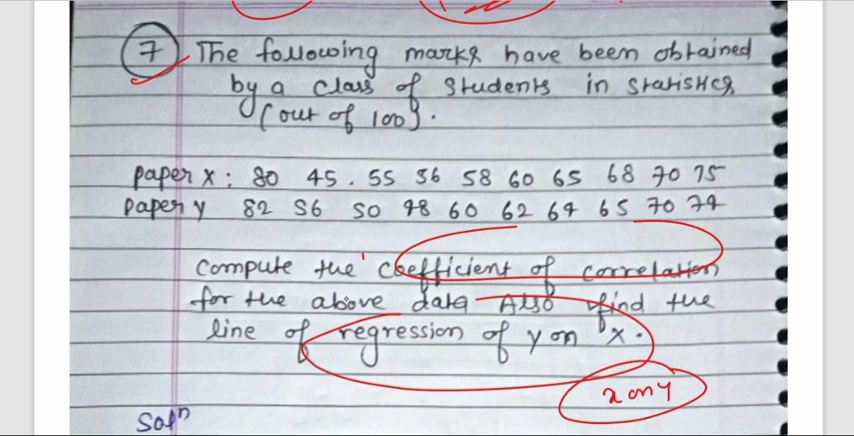 7 The following marks have been obtained
by a class of students in statistics
(out of 100).
paper x : 80 45 . 55 56 58 60 65 68 70 75
paper y 82 56 50 48 60 62 64 65 70 74
compute the coefficient of correlation
for the above data Also find the
line of regression of y on x.
x on y
Solⁿ